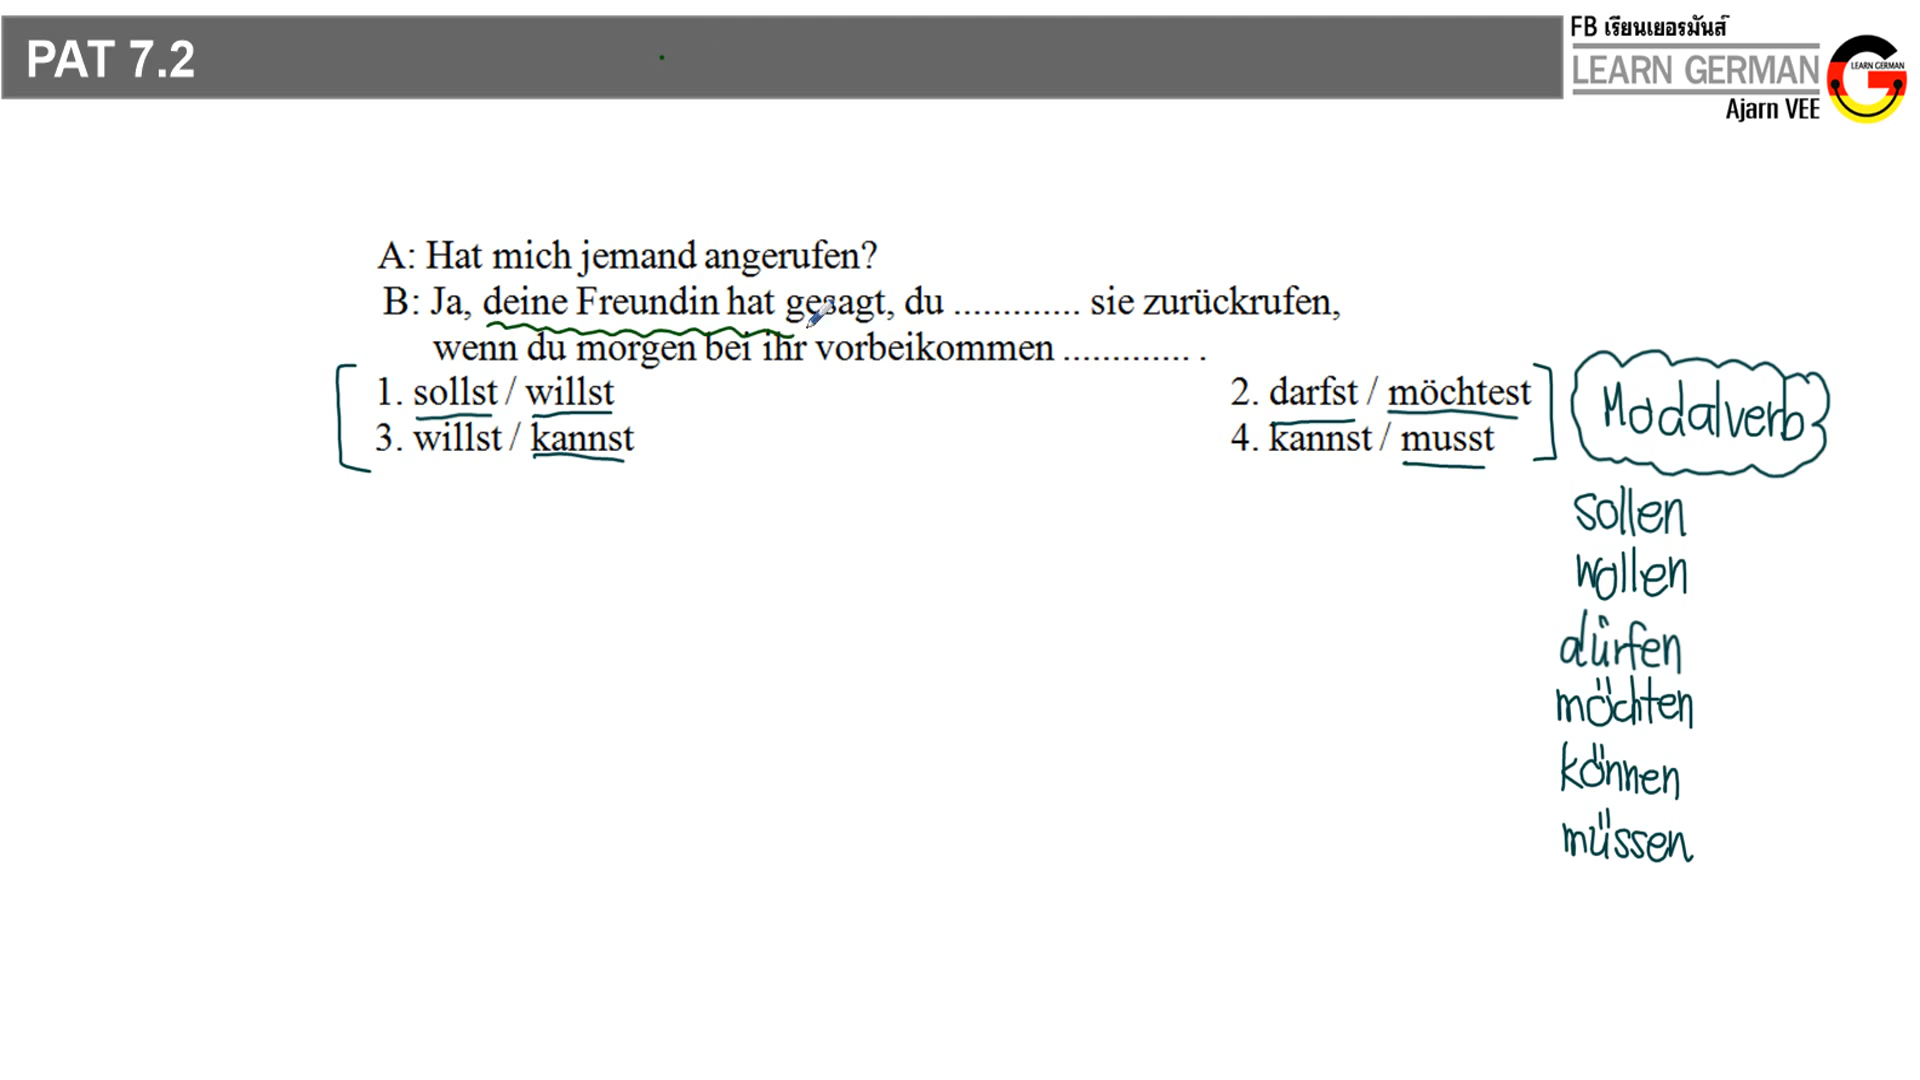 PAT 7.2
FB เรียนเยอรมันส์
LEARN GERMAN
Ajarn VEE
LEARN GERMAN
A: Hat mich jemand angerufen?
B: Ja, deine Freundin hat gesagt, du ............. sie zurückrufen,
wenn du morgen bei ihr vorbeikommen ............. .
1. sollst / willst
2. darfst / möchtest
3. willst / kannst
4. kannst / musst
Modalverb
sollen
wollen
dürfen
möchten
können
müssen